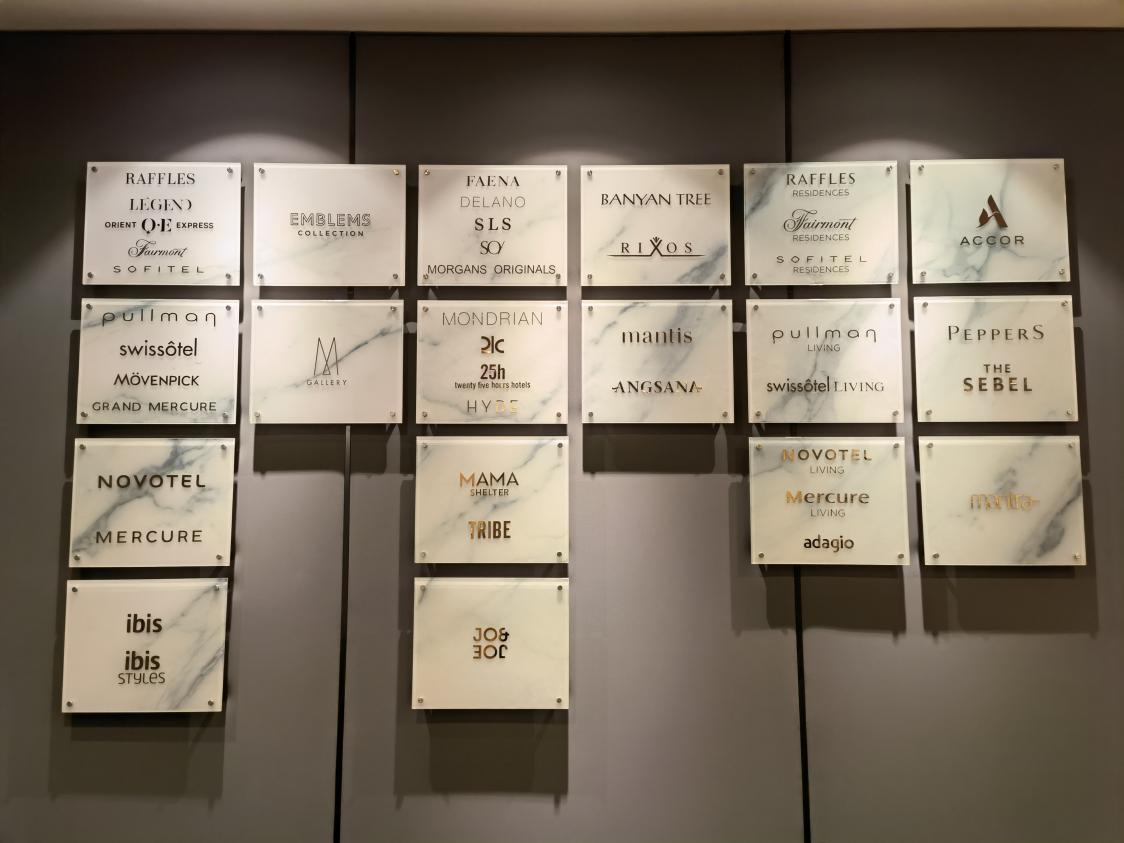 RAFFLES
LEGEND
ORIENT O·E EXPRESS
Fairmont
SOFITEL
EMBLEMS
COLLECTION
FAENA
DELANO
SLS
SO/
MORGANS ORIGINALS
BANYAN TREE
RIXOS
RAFFLES
RESIDENCES
Fairmont
RESIDENCES
SOFITEL
RESIDENCES
ACCOR
pullman
swissôtel
MÖVENPICK
GRAND MERCURE
M
GALLERY
MONDRIAN
21C
25h
twenty five hours hotels
HYDE
mantis
ANGSANA
pullman
LIVING
swissôtel LIVING
PEPPERS
THE
SEBEL
NOVOTEL
MERCURE
MAMA
SHELTER
TRIBE
NOVOTEL
LIVING
Mercure
LIVING
adagio
mantra
ibis
ibis
STYLES
JO&
JOE